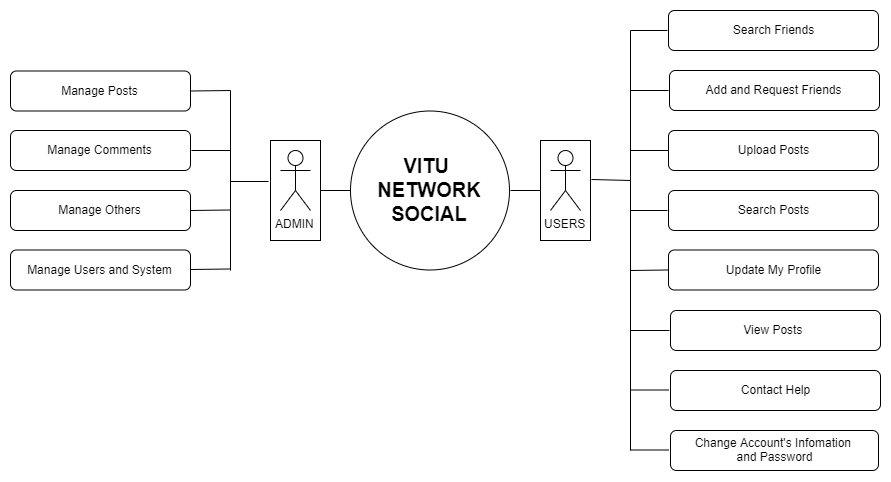 Manage Posts
Manage Comments
Manage Others
Manage Users and System
ADMIN
VITU
NETWORK
SOCIAL
USERS
Search Friends
Add and Request Friends
Upload Posts
Search Posts
Update My Profile
View Posts
Contact Help
Change Account's Infomation
and Password